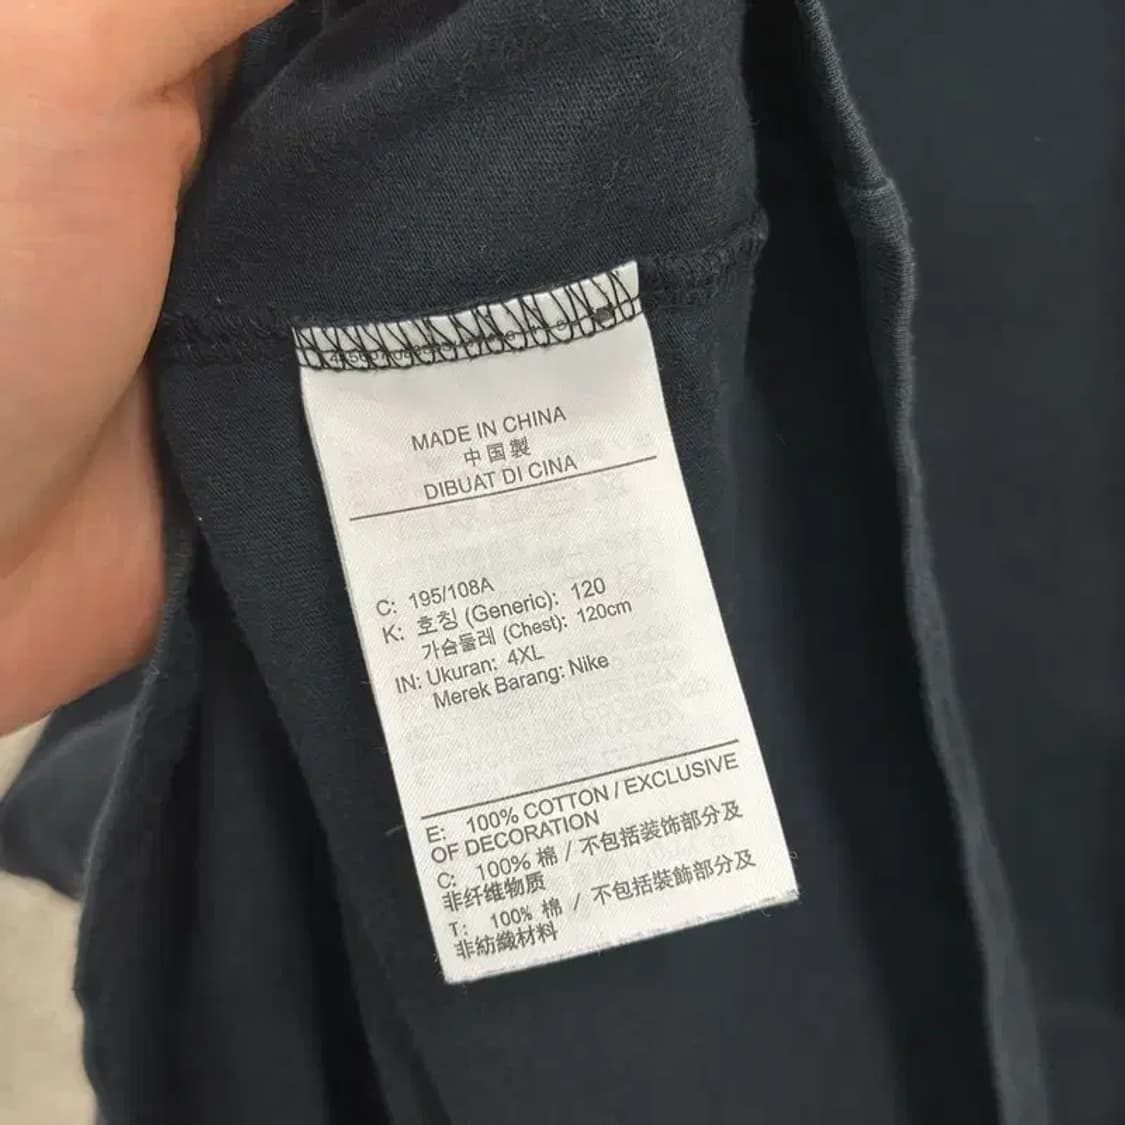 MADE IN CHINA
中国製
DIBUAT DI CINA
C: 195/108A
K: 호칭 (Generic): 120
가슴둘레 (Chest): 120cm
IN: Ukuran: 4XL
Merek Barang: Nike
E: 100% COTTON / EXCLUSIVE
OF DECORATION
C: 100% 棉 / 不包括装饰部分及
非纤维物质
T: 100% 棉 / 不包括裝飾部分及
非紡織材料